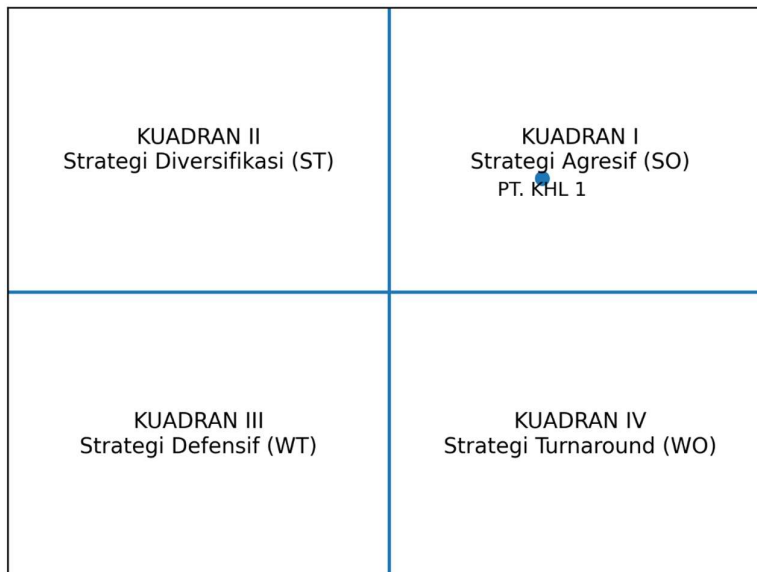 KUADRAN II
Strategi Diversifikasi (ST)
KUADRAN I
Strategi Agresif (SO)
PT. KHL 1
KUADRAN III
Strategi Defensif (WT)
KUADRAN IV
Strategi Turnaround (WO)